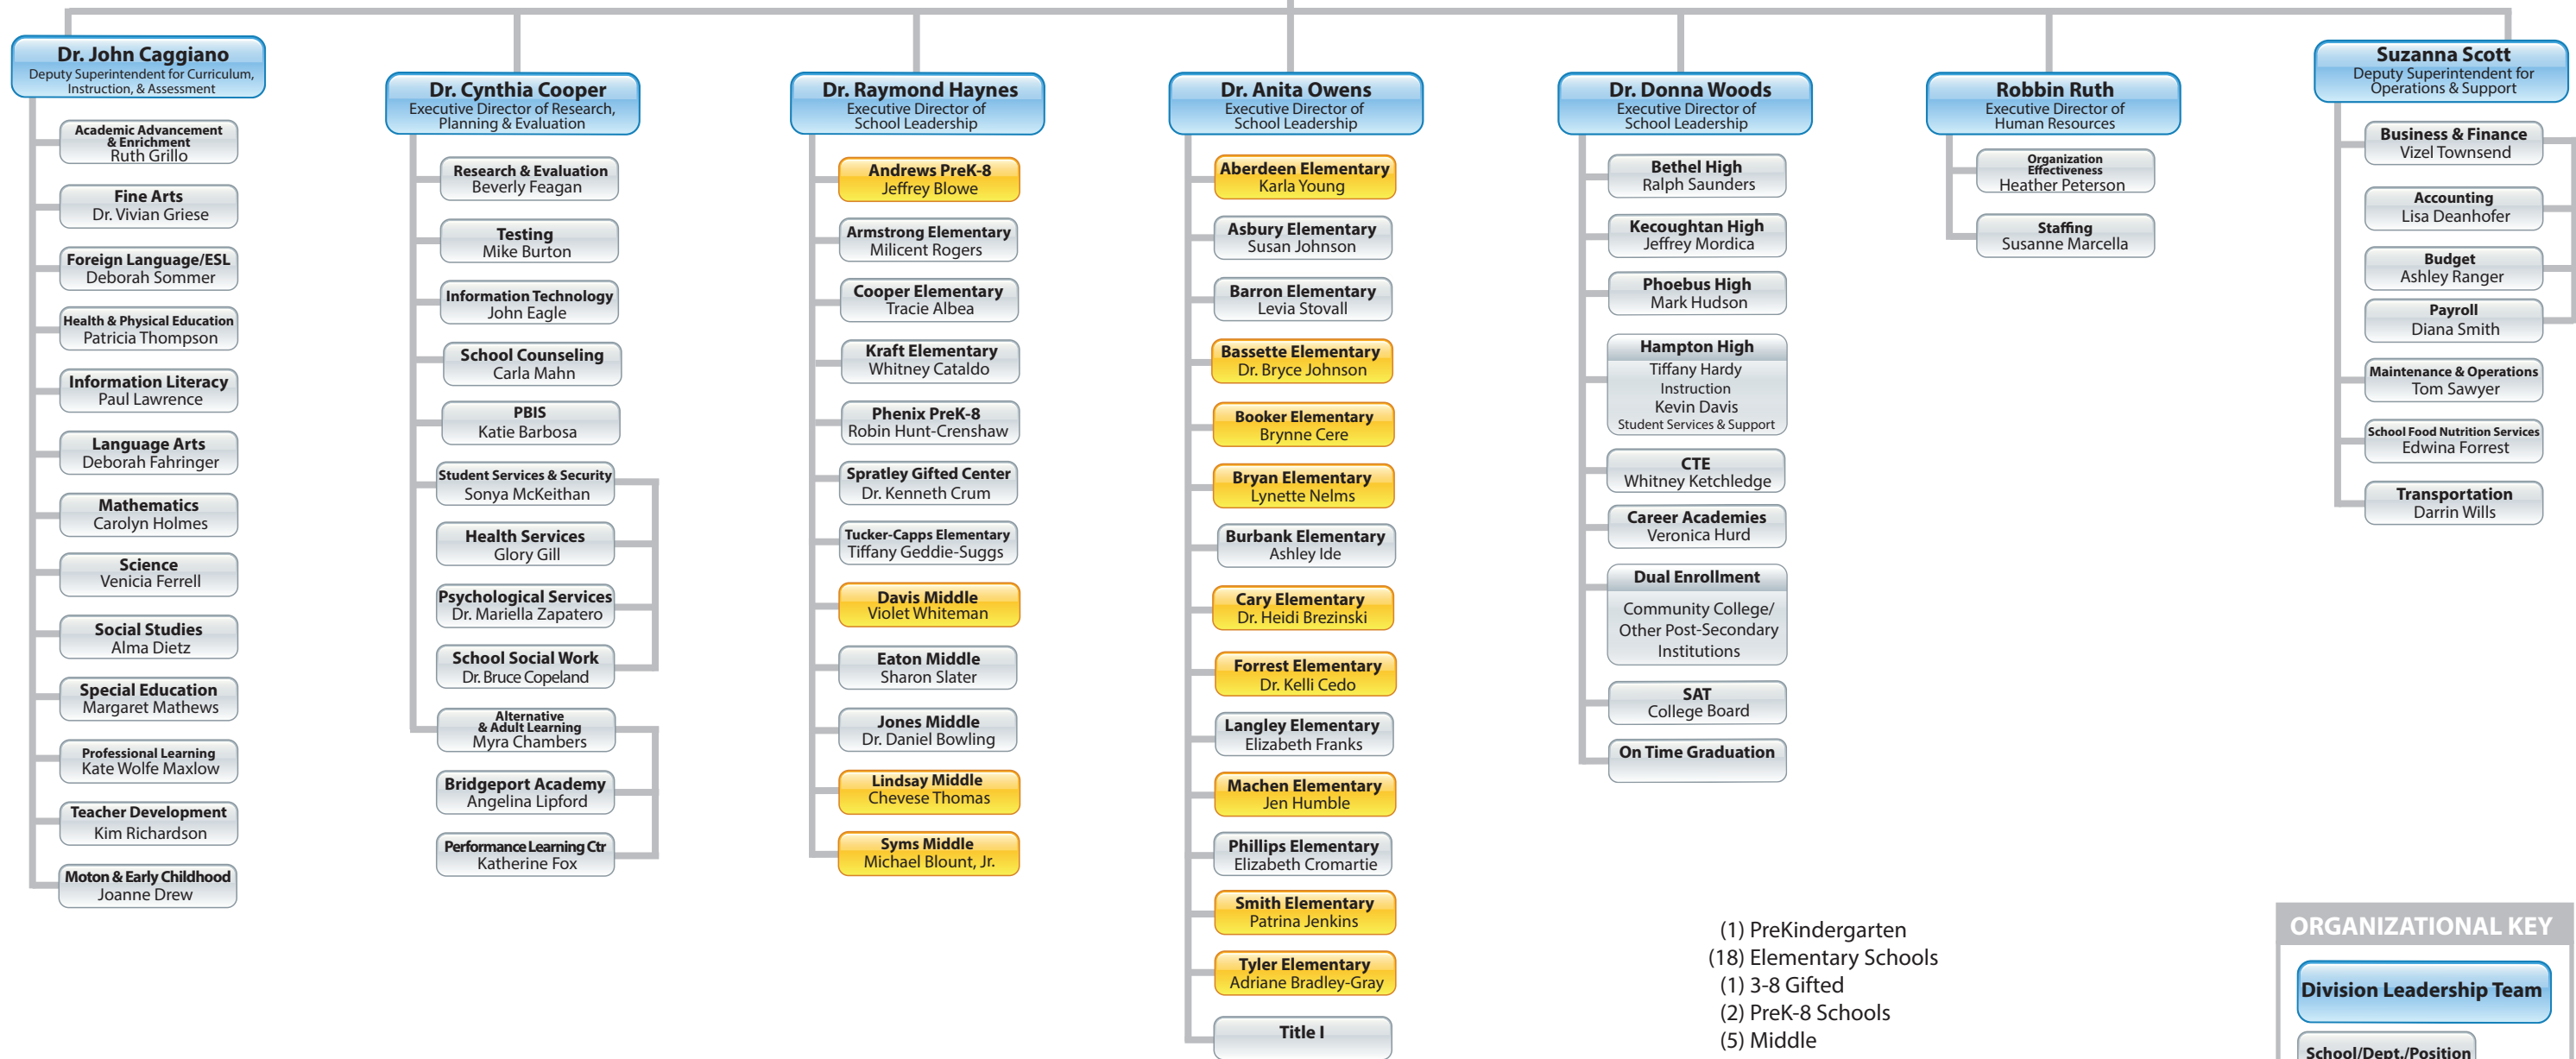 Dr. John Caggiano
Deputy Superintendent for Curriculum,
Instruction, & Assessment
Academic Advancement
& Enrichment
Ruth Grillo
Fine Arts
Dr. Vivian Griese
Foreign Language/ESL
Deborah Sommer
Health & Physical Education
Patricia Thompson
Information Literacy
Paul Lawrence
Language Arts
Deborah Fahringer
Mathematics
Carolyn Holmes
Science
Venicia Ferrell
Social Studies
Alma Dietz
Special Education
Margaret Mathews
Professional Learning
Kate Wolfe Maxlow
Teacher Development
Kim Richardson
Moton & Early Childhood
Joanne Drew
Dr. Cynthia Cooper
Executive Director of Research,
Planning & Evaluation
Research & Evaluation
Beverly Feagan
Testing
Mike Burton
Information Technology
John Eagle
School Counseling
Carla Mahn
PBIS
Katie Barbosa
Student Services & Security
Sonya McKeithan
Health Services
Glory Gill
Psychological Services
Dr. Mariella Zapatero
School Social Work
Dr. Bruce Copeland
Alternative
& Adult Learning
Myra Chambers
Bridgeport Academy
Angelina Lipford
Performance Learning Ctr
Katherine Fox
Dr. Raymond Haynes
Executive Director of
School Leadership
Andrews PreK-8
Jeffrey Blowe
Armstrong Elementary
Milicent Rogers
Cooper Elementary
Tracie Albea
Kraft Elementary
Whitney Cataldo
Phenix PreK-8
Robin Hunt-Crenshaw
Spratley Gifted Center
Dr. Kenneth Crum
Tucker-Capps Elementary
Tiffany Geddie-Suggs
Davis Middle
Violet Whiteman
Eaton Middle
Sharon Slater
Jones Middle
Dr. Daniel Bowling
Lindsay Middle
Chevese Thomas
Syms Middle
Michael Blount, Jr.
Dr. Anita Owens
Executive Director of
School Leadership
Aberdeen Elementary
Karla Young
Asbury Elementary
Susan Johnson
Barron Elementary
Levia Stovall
Bassette Elementary
Dr. Bryce Johnson
Booker Elementary
Brynne Cere
Bryan Elementary
Lynette Nelms
Burbank Elementary
Ashley Ide
Cary Elementary
Dr. Heidi Brezinski
Forrest Elementary
Dr. Kelli Cedo
Langley Elementary
Elizabeth Franks
Machen Elementary
Jen Humble
Phillips Elementary
Elizabeth Cromartie
Smith Elementary
Patrina Jenkins
Tyler Elementary
Adriane Bradley-Gray
Title I
Dr. Donna Woods
Executive Director of
School Leadership
Bethel High
Ralph Saunders
Kecoughtan High
Jeffrey Mordica
Phoebus High
Mark Hudson
Hampton High
Tiffany Hardy
Instruction
Kevin Davis
Student Services & Support
CTE
Whitney Ketchledge
Career Academies
Veronica Hurd
Dual Enrollment
Community College/
Other Post-Secondary
Institutions
SAT
College Board
On Time Graduation
Robbin Ruth
Executive Director of
Human Resources
Organization
Effectiveness
Heather Peterson
Staffing
Susanne Marcella
Suzanna Scott
Deputy Superintendent for
Operations & Support
Business & Finance
Vizel Townsend
Accounting
Lisa Deanhofer
Budget
Ashley Ranger
Payroll
Diana Smith
Maintenance & Operations
Tom Sawyer
School Food Nutrition Services
Edwina Forrest
Transportation
Darrin Wills
(1) PreKindergarten
(18) Elementary Schools
(1) 3-8 Gifted
(2) PreK-8 Schools
(5) Middle
ORGANIZATIONAL KEY
Division Leadership Team
School/Dept./Position